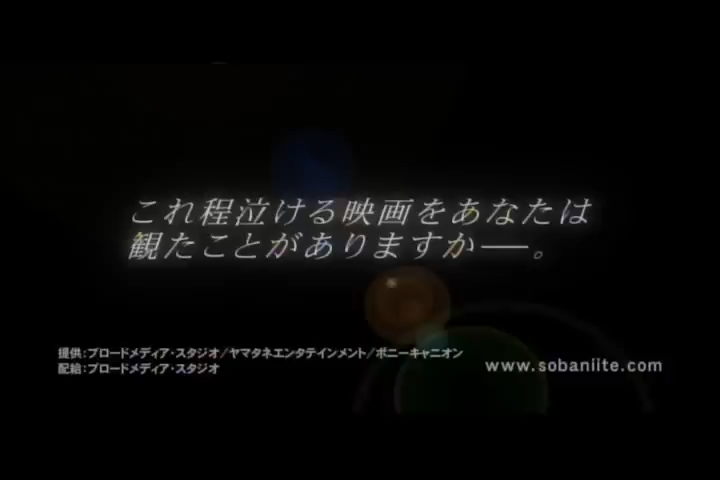 これ程泣ける映画をあなたは
観たことがありますか──。
提供：ブロードメディア・スタジオ/ヤマタネエンタテインメント/ポニーキャニオン
配給：ブロードメディア・スタジオ
www.sobaniite.com